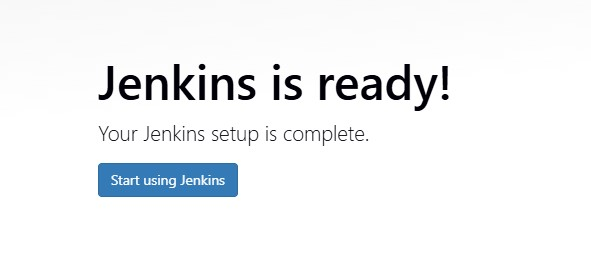 Jenkins is ready!
Your Jenkins setup is complete.
Start using Jenkins